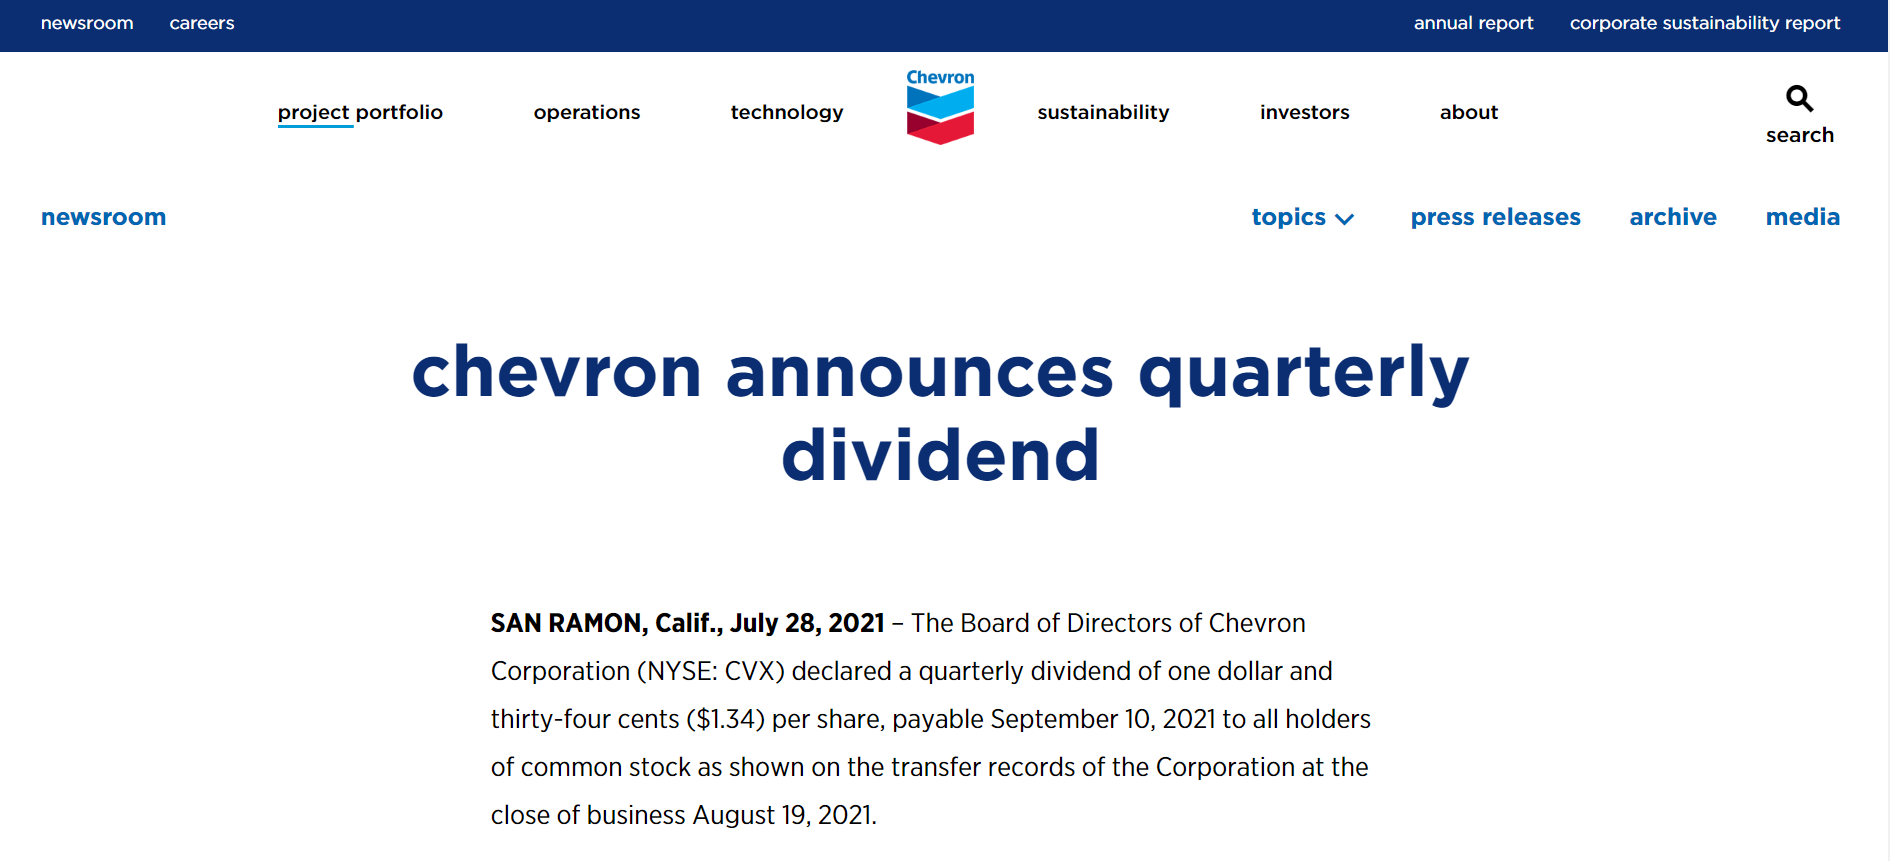 newsroom careers annual report corporate sustainability report
Chevron
project portfolio operations technology sustainability investors about
search
newsroom topics press releases archive media
chevron announces quarterly
dividend
SAN RAMON, Calif., July 28, 2021 – The Board of Directors of Chevron
Corporation (NYSE: CVX) declared a quarterly dividend of one dollar and
thirty-four cents ($1.34) per share, payable September 10, 2021 to all holders
of common stock as shown on the transfer records of the Corporation at the
close of business August 19, 2021.